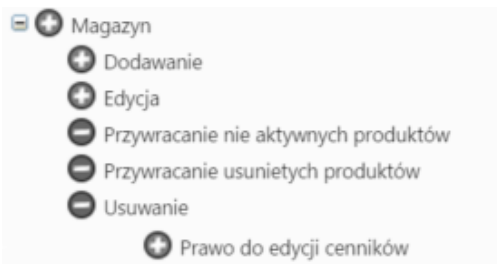 Magazyn
Dodawanie
Edycja
Przywracanie nie aktywnych produktów
Przywracanie usunietych produktów
Usuwanie
Prawo do edycji cenników